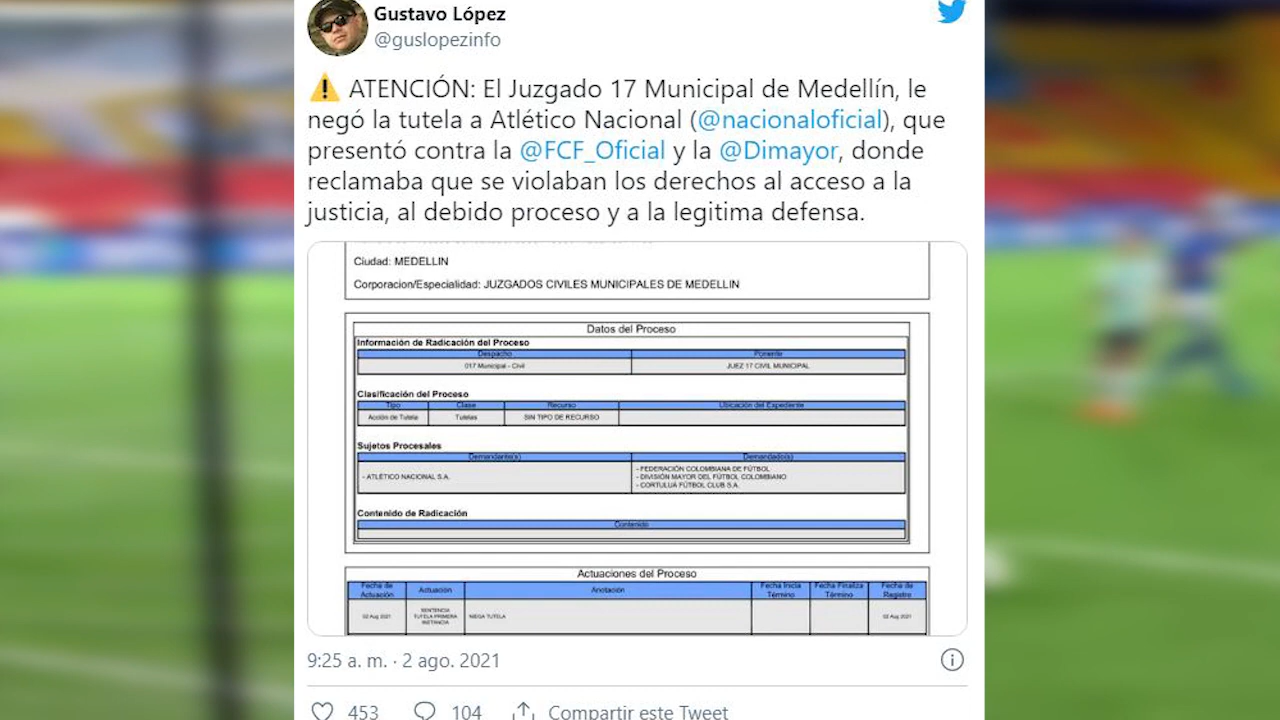 Gustavo López
@guslopezinfo
⚠️ ATENCIÓN: El Juzgado 17 Municipal de Medellín, le
negó la tutela a Atlético Nacional (@nacionaloficial), que
presentó contra la @FCF_Oficial y la @Dimayor, donde
reclamaba que se violaban los derechos al acceso a la
justicia, al debido proceso y a la legitima defensa.
Ciudad: MEDELLIN
Corporacion/Especialidad: JUZGADOS CIVILES MUNICIPALES DE MEDELLIN
Datos del Proceso
Información de Radicación del Proceso
Despacho Ponente
017 Municipal - Civil JUEZ 17 CIVIL MUNICIPAL
Clasificación del Proceso
Tipo Clase Recurso Ubicación del Expediente
Acción de Tutela Tutelas SIN TIPO DE RECURSO
Sujetos Procesales
Demandante(s) Demandado(s)
- ATLÉTICO NACIONAL S.A. - FEDERACIÓN COLOMBIANA DE FÚTBOL
- DIVISIÓN MAYOR DEL FÚTBOL COLOMBIANO
- CORTULUÁ FÚTBOL CLUB S.A.
Contenido de Radicación
Contenido
Actuaciones del Proceso
Fecha de Actuación Actuación Anotación Fecha Inicia Término Fecha Finaliza Término Fecha de Registro
02 Aug 2021 SENTENCIA TUTELA PRIMERA INSTANCIA NIEGA TUTELA 02 Aug 2021
9:25 a. m. · 2 ago. 2021
453 104 Compartir este Tweet